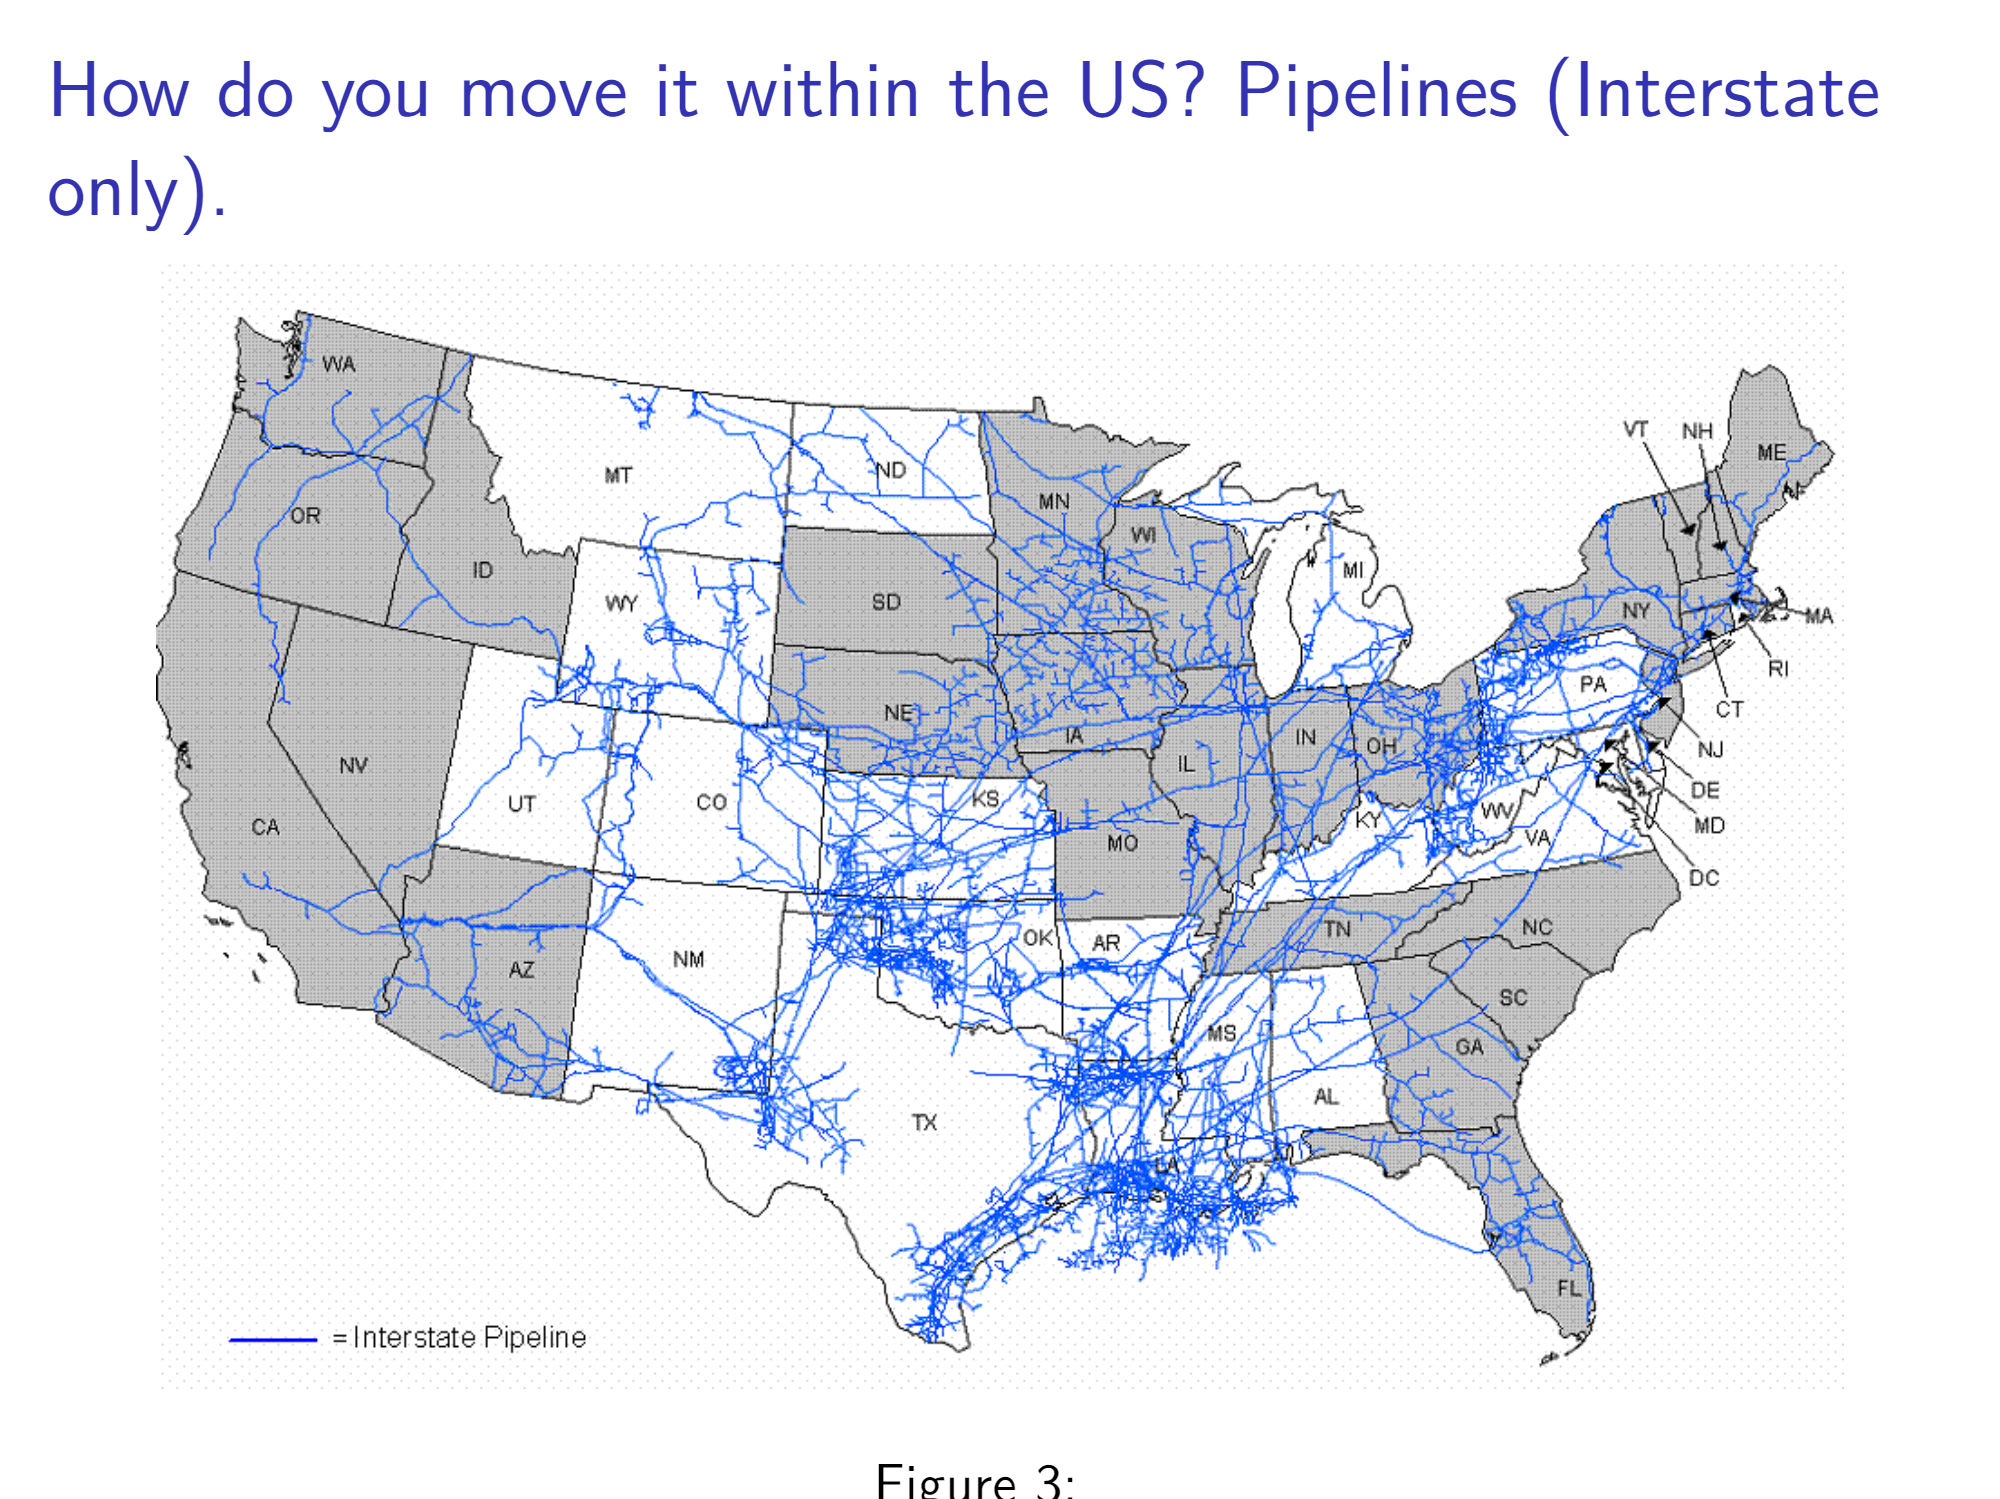 How do you move it within the US? Pipelines (Interstate
only).
WA
MT
ND
MN
VT
NH
ME
OR
ID
WY
SD
WI
MI
NY
MA
RI
CT
PA
NJ
DE
MD
DC
NE
IA
IL
IN
OH
NV
UT
CO
KS
MO
KY
WV
VA
CA
AZ
NM
OK
AR
TN
NC
SC
MS
AL
GA
TX
LA
FL
= Interstate Pipeline
Figure 3: